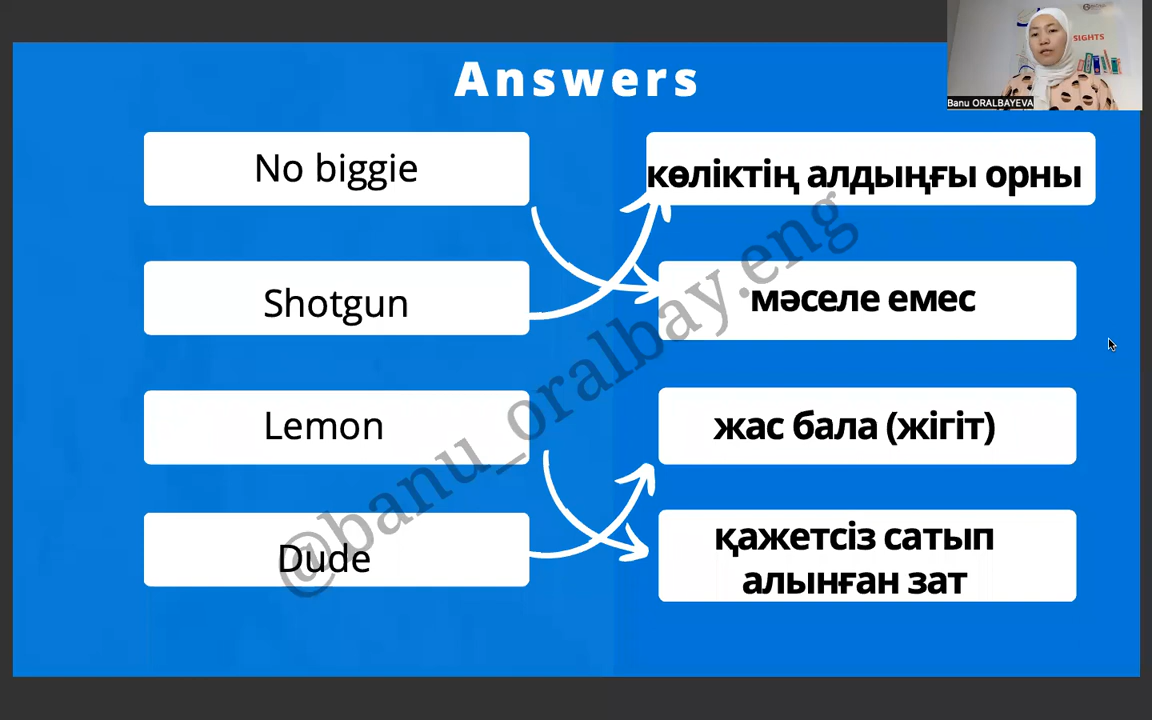 Answers
SIGHTS
Banu ORALBAYEVA
No biggie
көліктің алдыңғы орны
Shotgun
мәселе емес
Lemon
жас бала (жігіт)
Dude
қажетсіз сатып
алынған зат
@banu_oralbay.eng